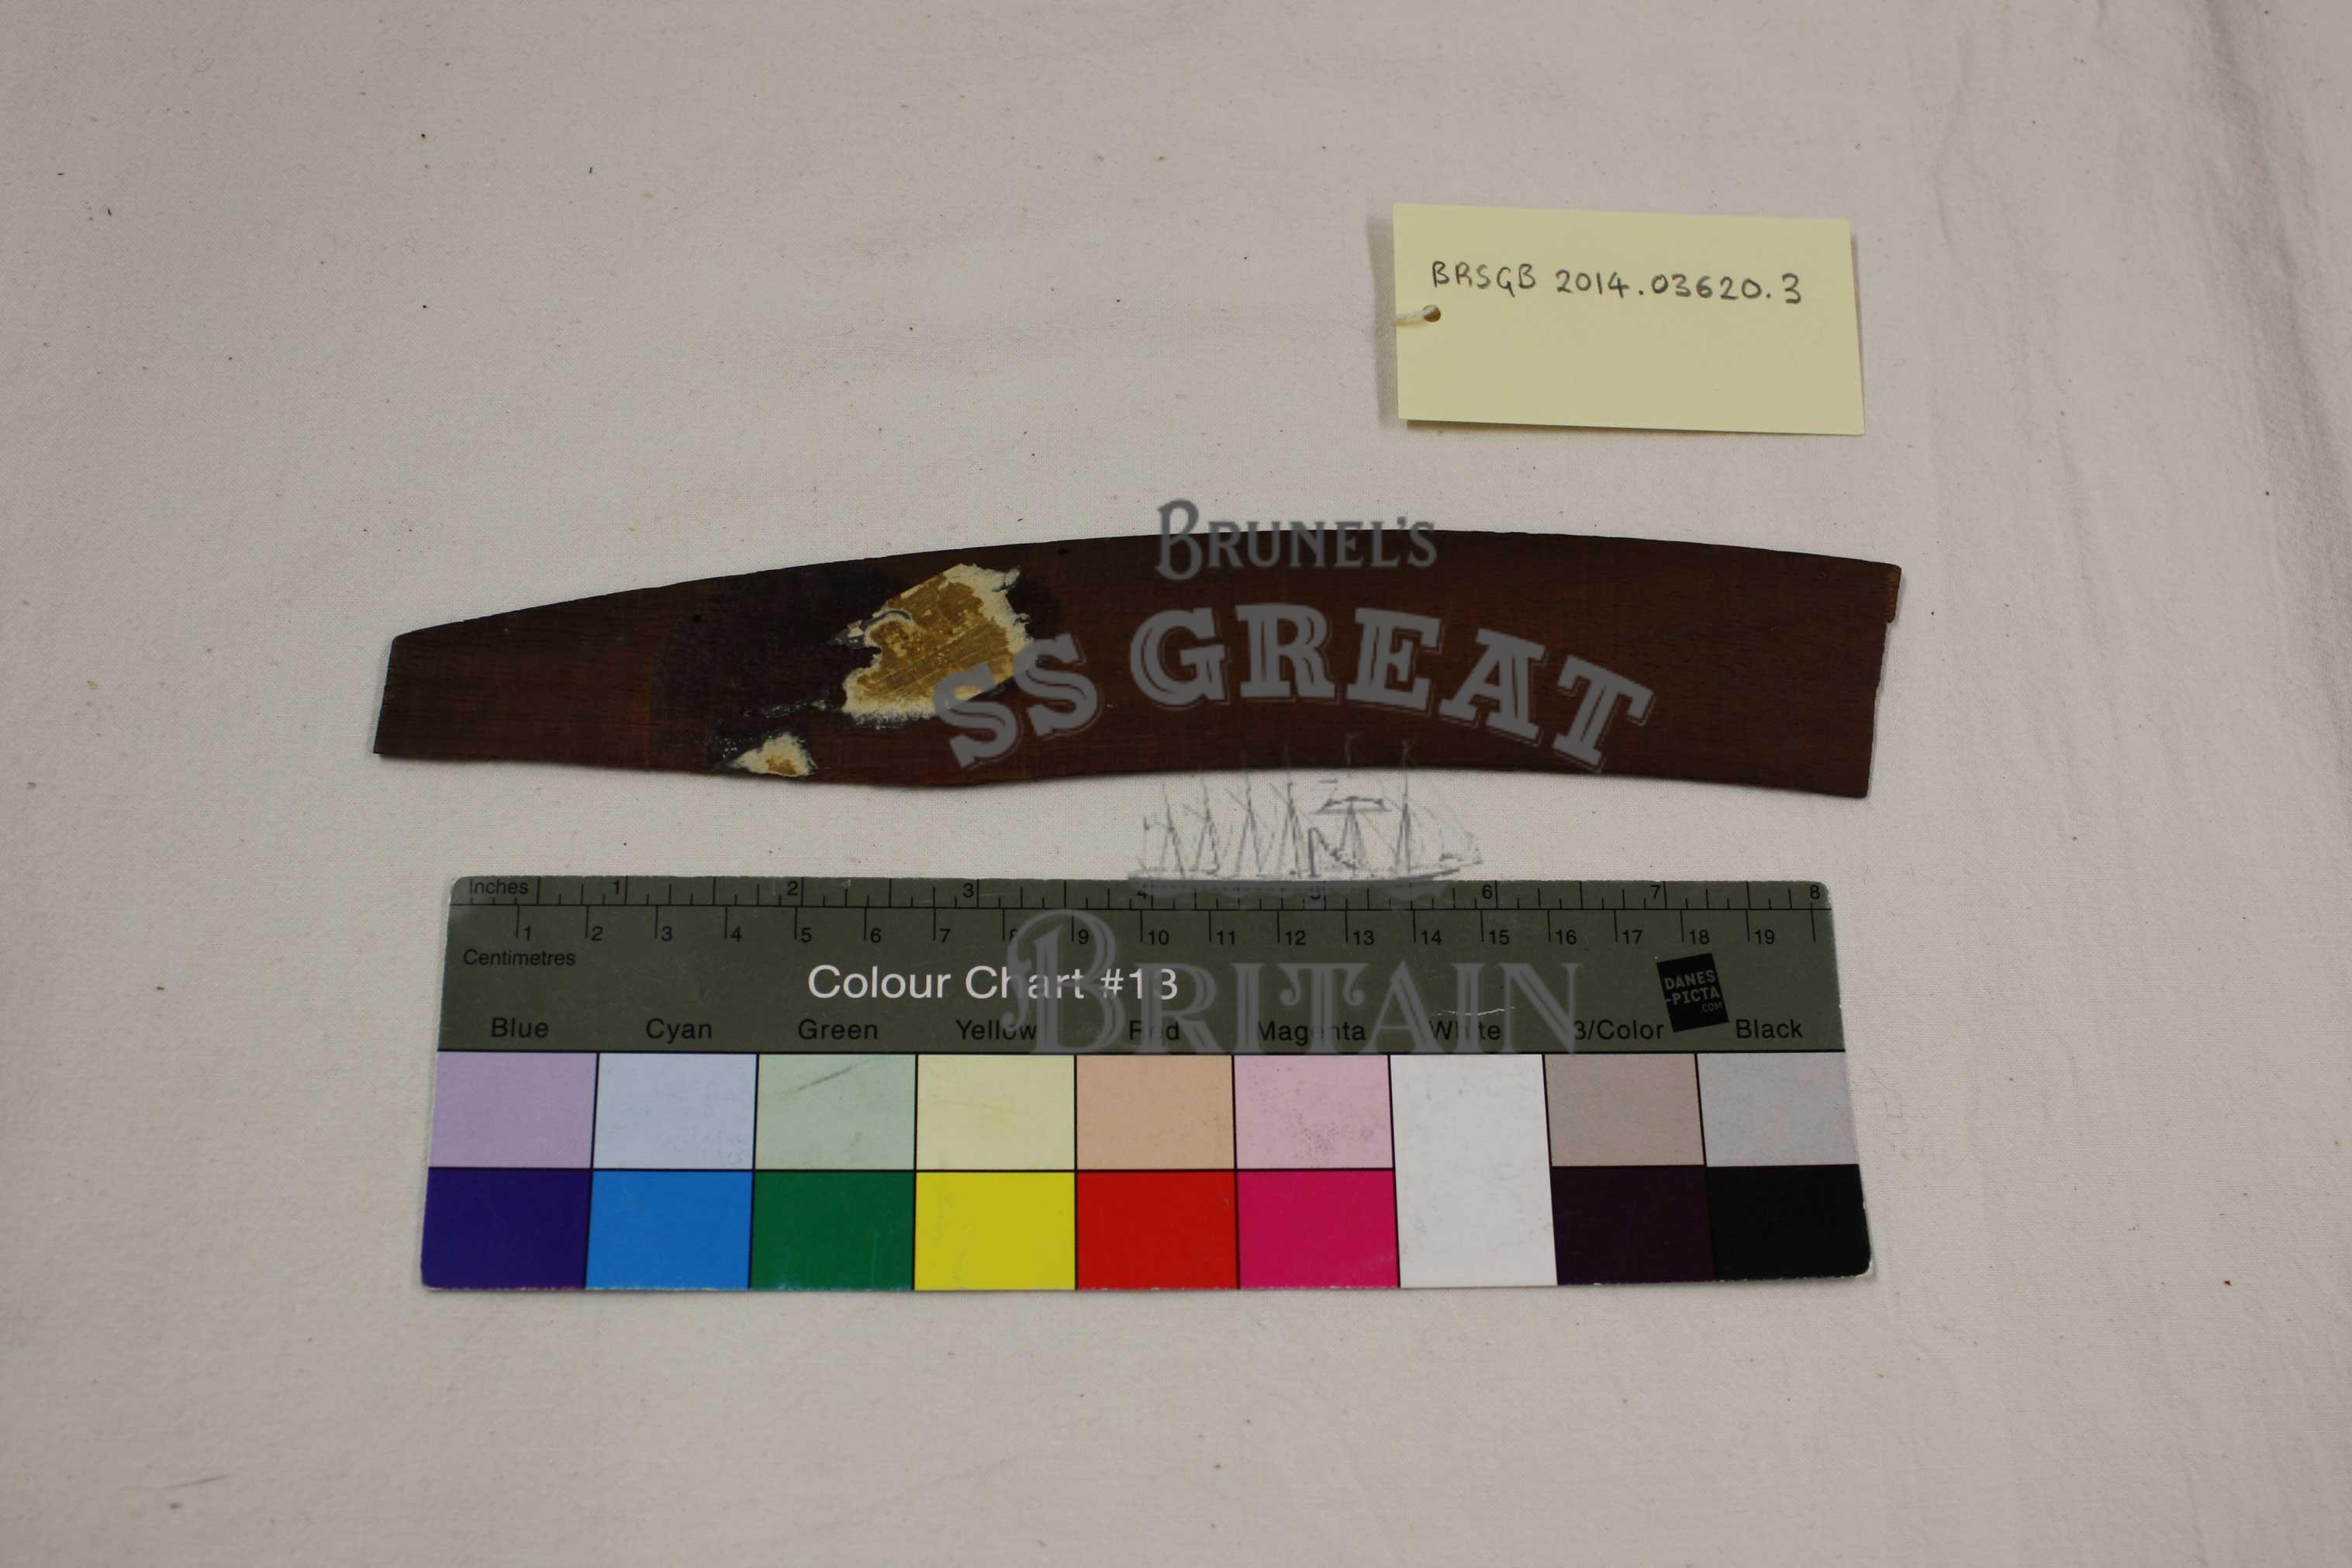 BRSGB 2014.03620.3
BRUNEL'S
SS GREAT
BRITAIN
Inches 1 2 3 4 5 6 7 8
1 2 3 4 5 6 7 8 9 10 11 12 13 14 15 16 17 18 19
Centimetres
Colour Chart #13
DANES
-PICTA
.COM
Blue Cyan Green Yellow Red Magenta White 3/Color Black